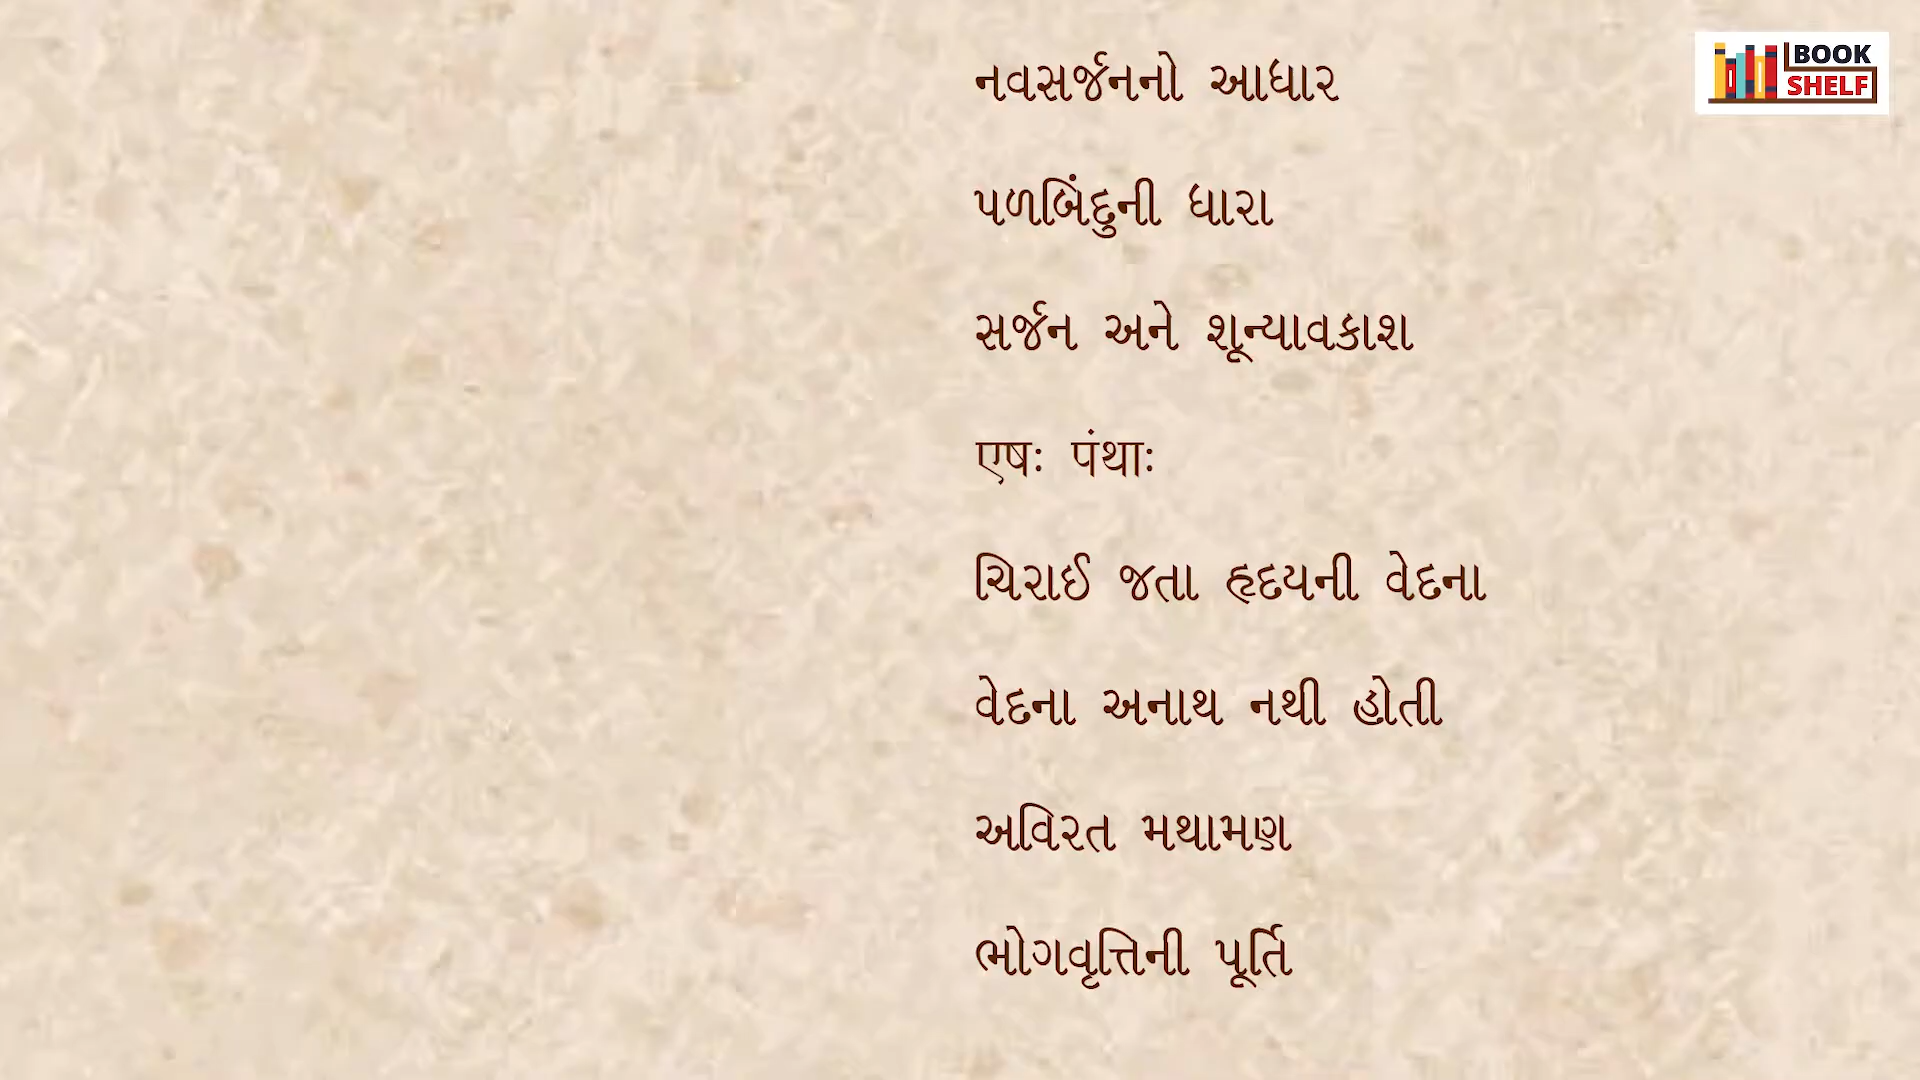 નવસર્જનનો આધાર
BOOK
SHELF
પળબિંદુની ધારા
સર્જન અને શૂન્યાવકાશ
एषः पंथाः
ચિરાઈ જતા હૃદયની વેદના
વેદના અનાથ નથી હોતી
અવિરત મથામણ
ભોગવૃત્તિની પૂર્તિ